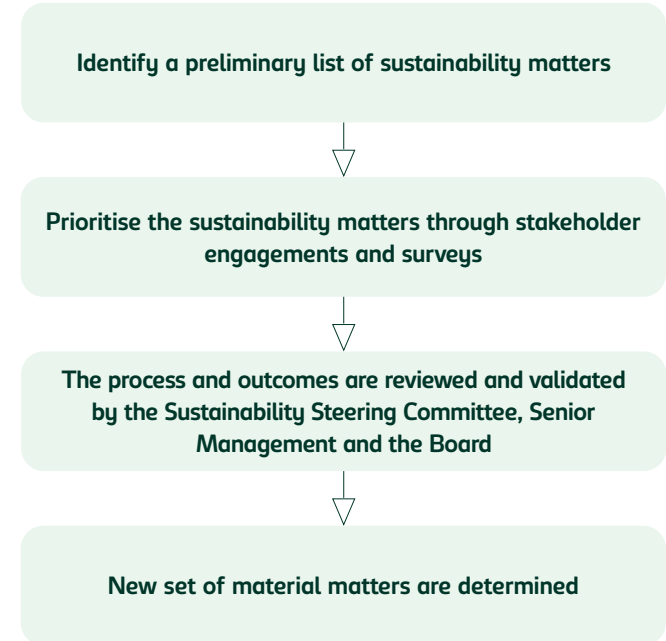 Identify a preliminary list of sustainability matters
Prioritise the sustainability matters through stakeholder
engagements and surveys
The process and outcomes are reviewed and validated
by the Sustainability Steering Committee, Senior
Management and the Board
New set of material matters are determined